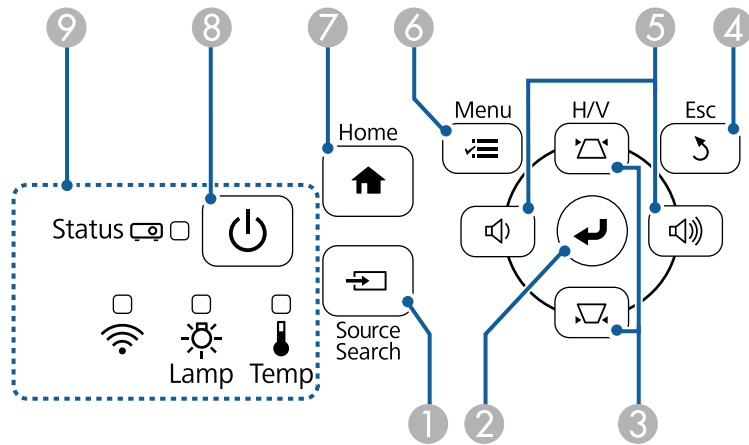 9 8 7 6 5 4
Menu H/V Esc
Home
Status
Source
Search
Lamp Temp
1 2 3